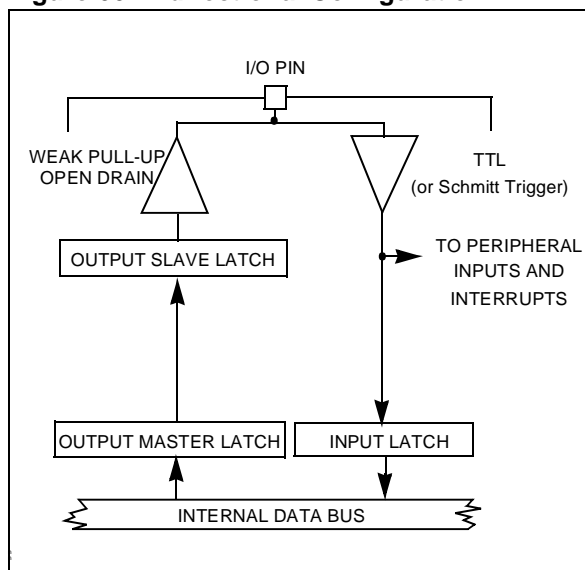 I/O PIN
WEAK PULL-UP
OPEN DRAIN
TTL
(or Schmitt Trigger)
TO PERIPHERAL
INPUTS AND
INTERRUPTS
OUTPUT SLAVE LATCH
OUTPUT MASTER LATCH
INPUT LATCH
INTERNAL DATA BUS